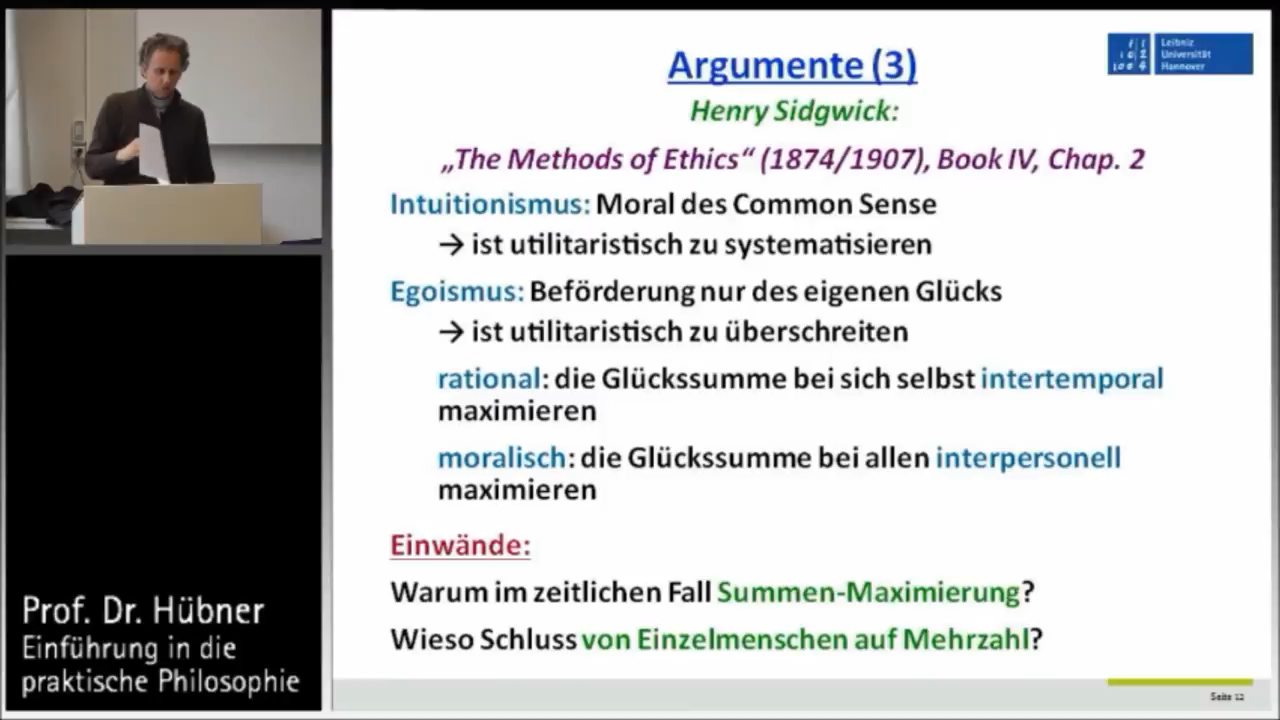 Argumente (3)
Leibniz
Universität
Hannover
Henry Sidgwick:
„The Methods of Ethics“ (1874/1907), Book IV, Chap. 2
Intuitionismus: Moral des Common Sense
→ ist utilitaristisch zu systematisieren
Egoismus: Beförderung nur des eigenen Glücks
→ ist utilitaristisch zu überschreiten
rational: die Glückssumme bei sich selbst intertemporal
maximieren
moralisch: die Glückssumme bei allen interpersonell
maximieren
Einwände:
Warum im zeitlichen Fall Summen-Maximierung?
Wieso Schluss von Einzelmenschen auf Mehrzahl?
Prof. Dr. Hübner
Einführung in die
praktische Philosophie
Seite 12